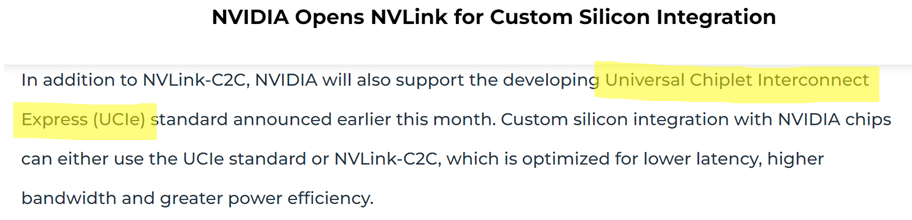 NVIDIA Opens NVLink for Custom Silicon Integration
In addition to NVLink-C2C, NVIDIA will also support the developing Universal Chiplet Interconnect
Express (UCIe) standard announced earlier this month. Custom silicon integration with NVIDIA chips
can either use the UCIe standard or NVLink-C2C, which is optimized for lower latency, higher
bandwidth and greater power efficiency.